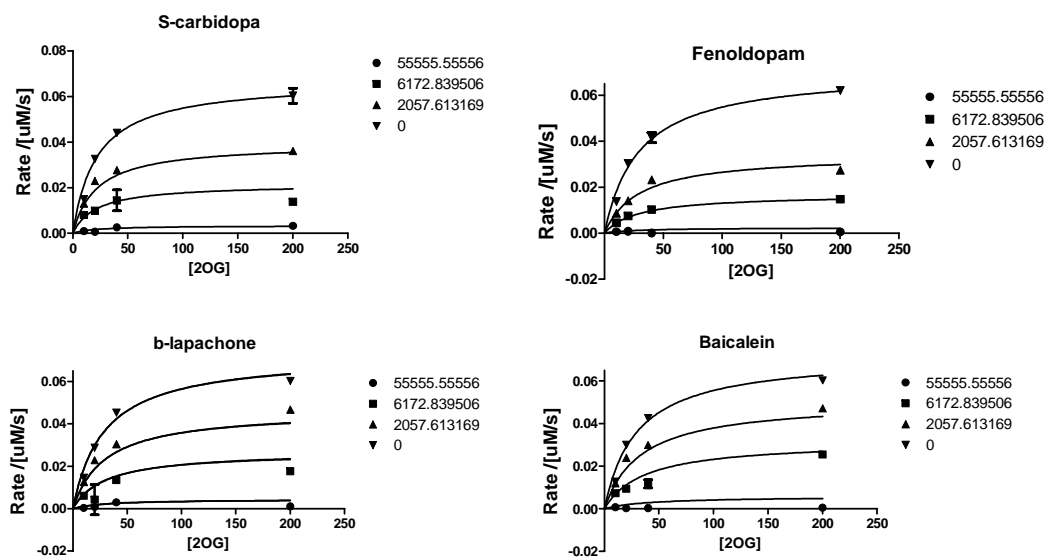 S-carbidopa
0.08
0.06
0.04
0.02
0.00
0 50 100 150 200 250
Rate /[uM/s]
[2OG]
55555.55556
6172.839506
2057.613169
0
Fenoldopam
0.06
0.04
0.02
0.00
-0.02
50 100 150 200 250
Rate /[uM/s]
[2OG]
55555.55556
6172.839506
2057.613169
0
b-lapachone
0.06
0.04
0.02
0.00
-0.02
50 100 150 200 250
Rate /[uM/s]
[2OG]
55555.55556
6172.839506
2057.613169
0
Baicalein
0.06
0.04
0.02
0.00
-0.02
50 100 150 200 250
Rate /[uM/s]
[2OG]
55555.55556
6172.839506
2057.613169
0